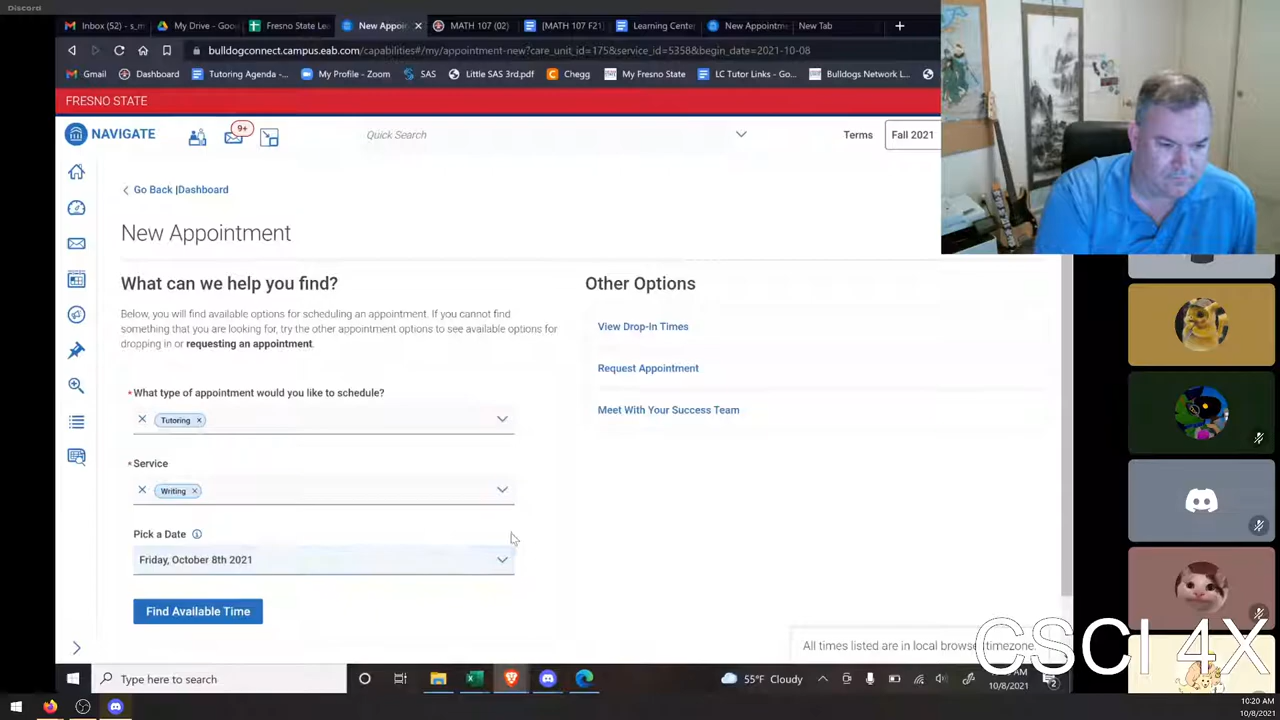 Discord
Inbox (52) - s_m
My Drive - Goo
Fresno State Le
New Appoin
MATH 107 (02)
[MATH 107 F21]
Learning Cente
New Appointme
New Tab
bulldogconnect.campus.eab.com/capabilities#/my/appointment-new?care_unit_id=175&service_id=5358&begin_date=2021-10-08
Gmail
Dashboard
Tutoring Agenda -...
My Profile - Zoom
SAS
Little SAS 3rd.pdf
Chegg
My Fresno State
LC Tutor Links - Go...
Bulldogs Network L...
FRESNO STATE
NAVIGATE
9+
Quick Search
Terms
Fall 2021
Go Back |Dashboard
New Appointment
What can we help you find?
Below, you will find available options for scheduling an appointment. If you cannot
find something that you are looking for, try the other appointment options to see available options for
dropping in or requesting an appointment.
*What type of appointment would you like to schedule?
Tutoring
*Service
Writing
Pick a Date
Friday, October 8th 2021
Find Available Time
Other Options
View Drop-In Times
Request Appointment
Meet With Your Success Team
All times listed are in local browser timezone.
CSCI 4X
Type here to search
55°F Cloudy
10/8/2021
2
10:20 AM
10/8/2021